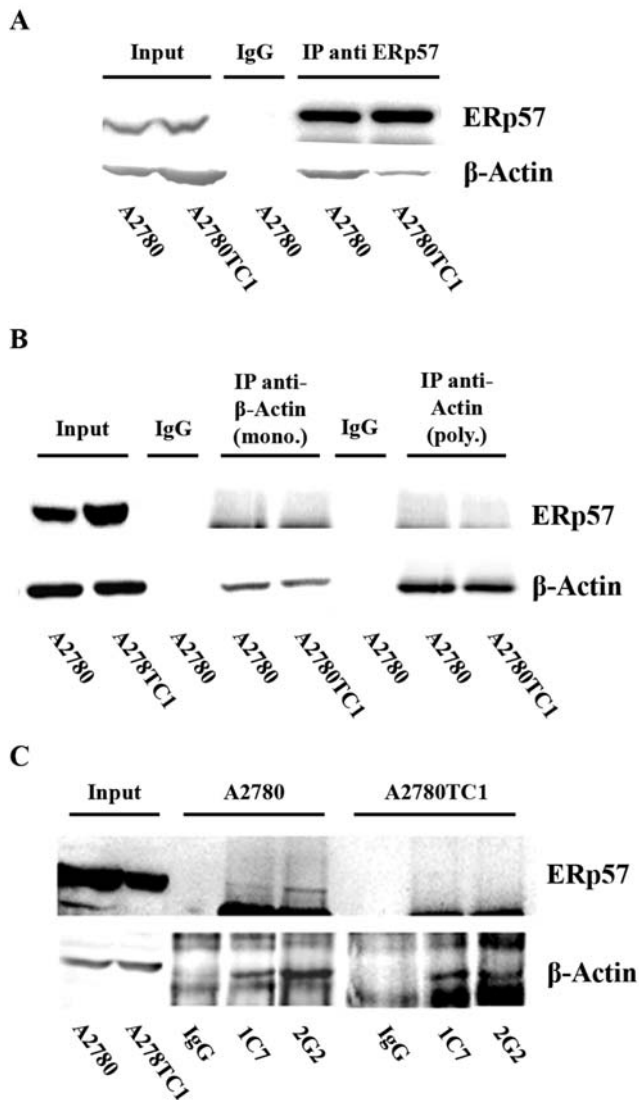 A
Input IgG IP anti ERp57
ERp57
β-Actin
A2780 A2780TC1 A2780 A2780 A2780TC1
B
Input IgG IP anti-β-Actin (mono.) IgG IP anti-Actin (poly.)
ERp57
β-Actin
A2780 A278TC1 A2780 A2780 A2780TC1 A2780 A2780 A2780TC1
C
Input A2780 A2780TC1
ERp57
β-Actin
A2780 A278TC1 IgG 1C7 2G2 IgG 1C7 2G2